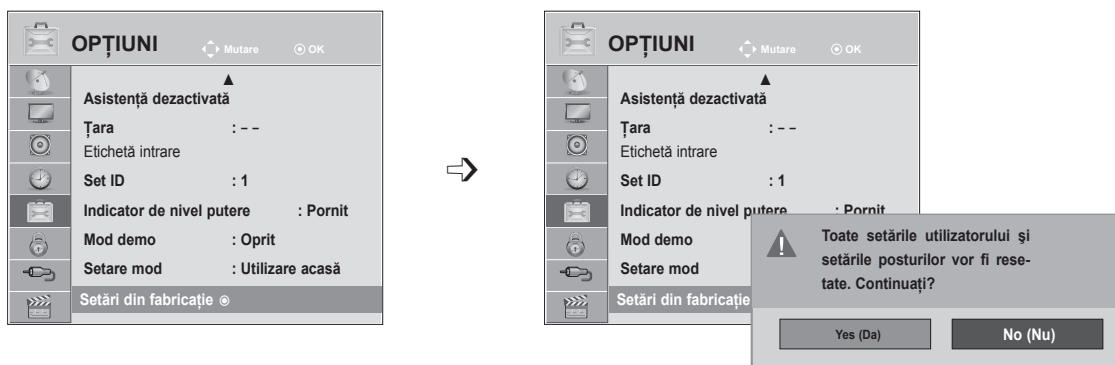 OPȚIUNI Mutare OK
Asistență dezactivată
Țara : – –
Etichetă intrare
Set ID : 1
Indicator de nivel putere : Pornit
Mod demo : Oprit
Setare mod : Utilizare acasă
Setări din fabricație
OPȚIUNI Mutare OK
Asistență dezactivată
Țara : – –
Etichetă intrare
Set ID : 1
Indicator de nivel putere : Pornit
Mod demo
Setare mod
Setări din fabricație
Toate setările utilizatorului şi
setările posturilor vor fi rese-
tate. Continuați?
Yes (Da) No (Nu)